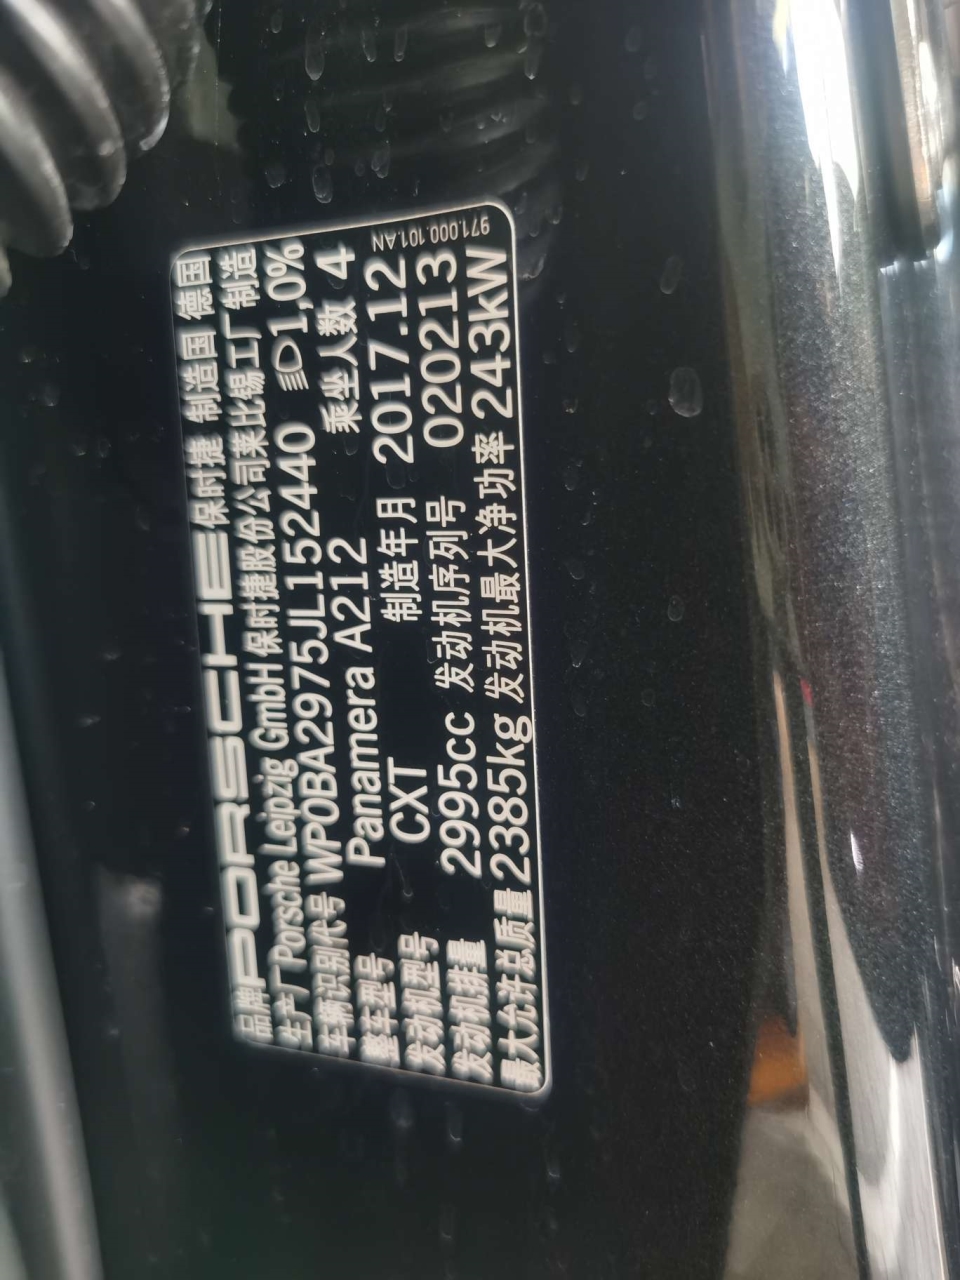 品牌 PORSCHE 保时捷 制造国 德国
生产厂 Porsche Leipzig GmbH 保时捷股份公司莱比锡工厂制造
车辆识别代号 WP0BA2975JL152440 1,0%
整车型号 Panamera A212 乘坐人数 4
发动机型号 CXT 制造年月 2017.12
发动机排量 2995cc 发动机序列号 020213
最大允许总质量 2385kg 发动机最大净功率 243kW
971.000.101.AN